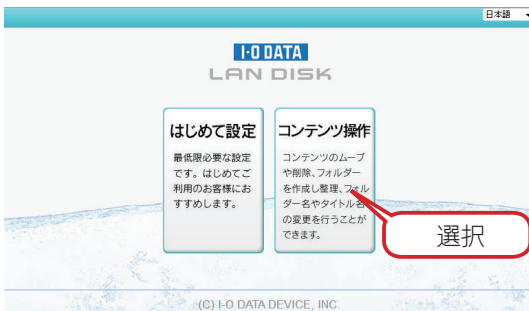 日本語
I-O DATA
LAN DISK
はじめて設定
最低限必要な設定
です。はじめてご
利用のお客様にお
すすめします。
コンテンツ操作
コンテンツのムーブ
や削除、フォルダー
を作成し整理、フォル
ダー名やタイトル名
の変更を行うことが
できます。
選択
(C) I-O DATA DEVICE, INC.